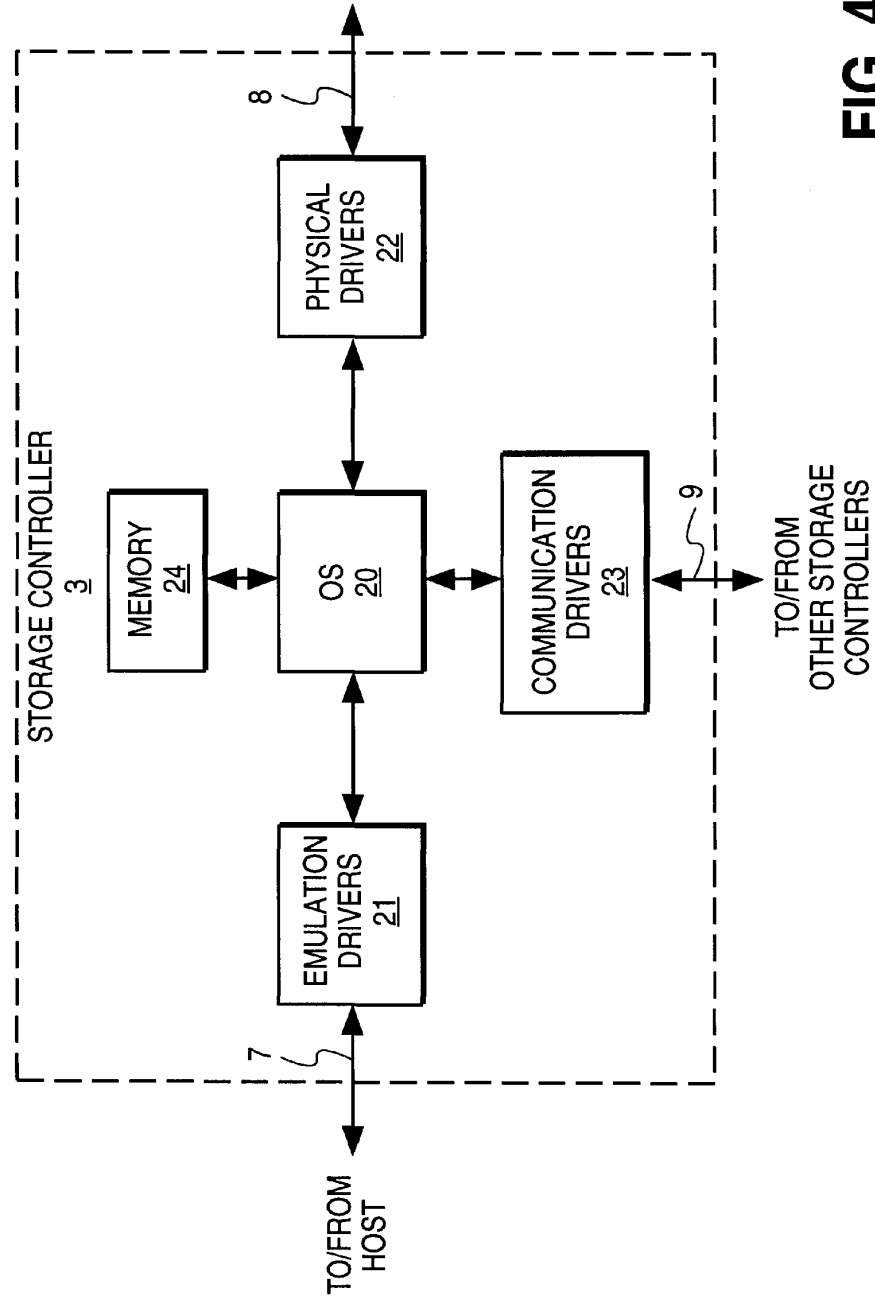 STORAGE CONTROLLER
3
MEMORY
24
8
7
EMULATION
DRIVERS
21
OS
20
PHYSICAL
DRIVERS
22
TO/FROM
HOST
COMMUNICATION
DRIVERS
23
9
TO/FROM
OTHER STORAGE
CONTROLLERS
FIG. 4